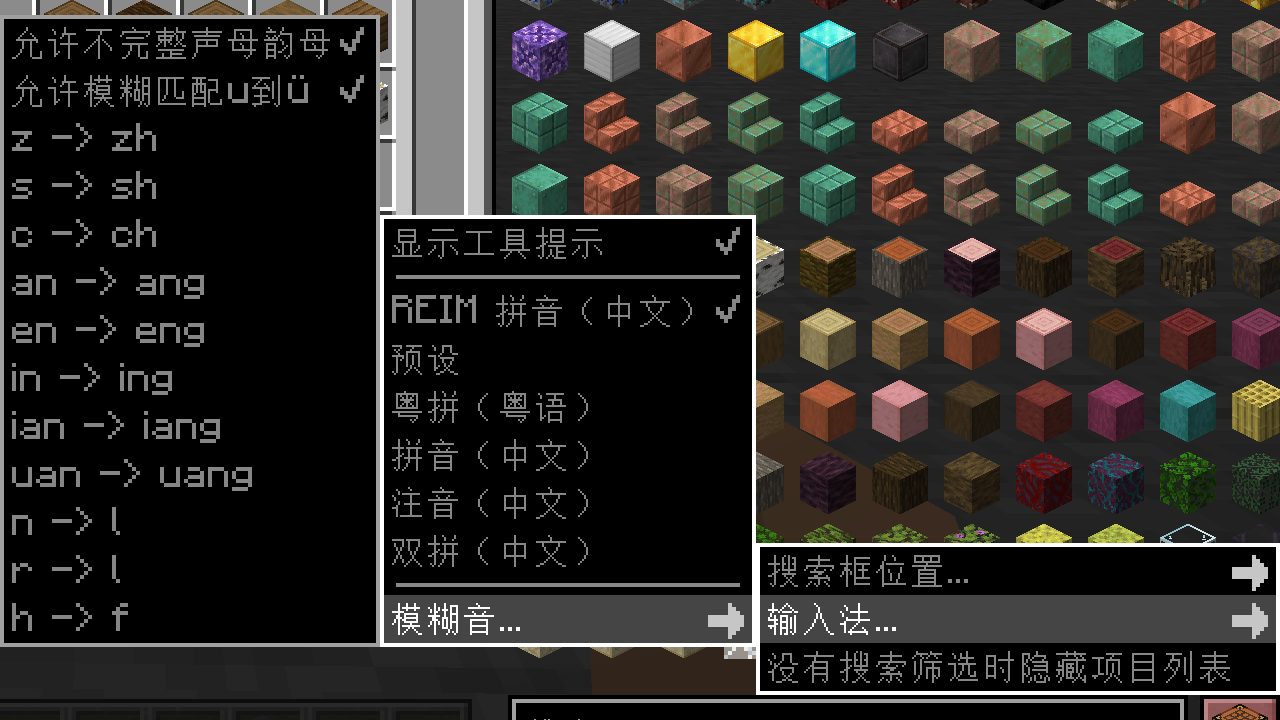 允许不完整声母韵母
允许模糊匹配u到ü
z -> zh
s -> sh
c -> ch
an -> ang
en -> eng
in -> ing
ian -> iang
uan -> uang
n -> l
r -> l
h -> f
显示工具提示
REIM 拼音（中文）
预设
粤拼（粤语）
拼音（中文）
注音（中文）
双拼（中文）
模糊音...
搜索框位置...
输入法...
没有搜索筛选时隐藏项目列表